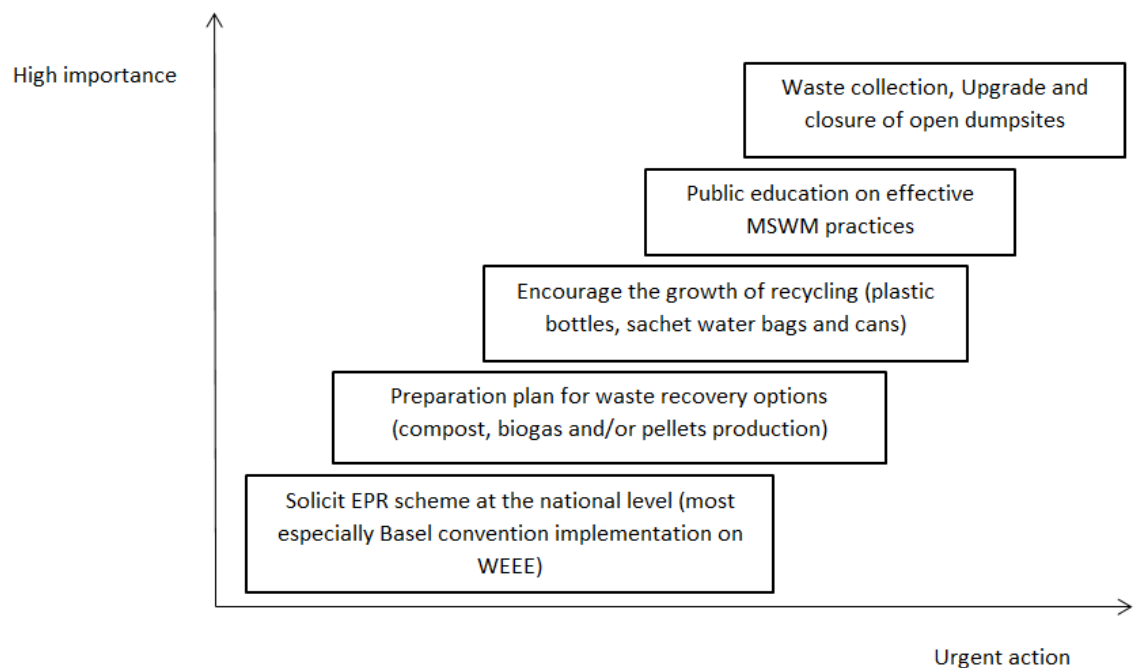 High importance
Waste collection, Upgrade and
closure of open dumpsites
Public education on effective
MSWM practices
Encourage the growth of recycling (plastic
bottles, sachet water bags and cans)
Preparation plan for waste recovery options
(compost, biogas and/or pellets production)
Solicit EPR scheme at the national level (most
especially Basel convention implementation on
WEEE)
Urgent action